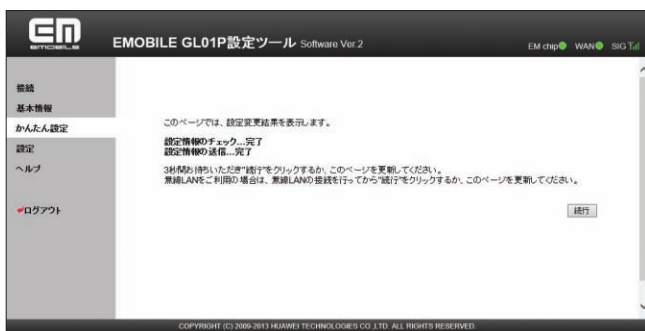 EM
EMOBILE
EMOBILE GL01P設定ツール Software Ver.2
EM chip WAN SIG
接続
基本情報
かんたん設定
設定
ヘルプ
ログアウト
このページでは、設定変更結果を表示します。
設定情報のチェック...完了
設定情報の送信...完了
3秒間お待ちいただき"続行"をクリックするか、このページを更新してください。
無線LANをご利用の場合は、無線LANの接続を行ってから"続行"をクリックするか、このページを更新してください。
続行
COPYRIGHT (C) 2009-2013 HUAWEI TECHNOLOGIES CO.,LTD. ALL RIGHTS RESERVED.